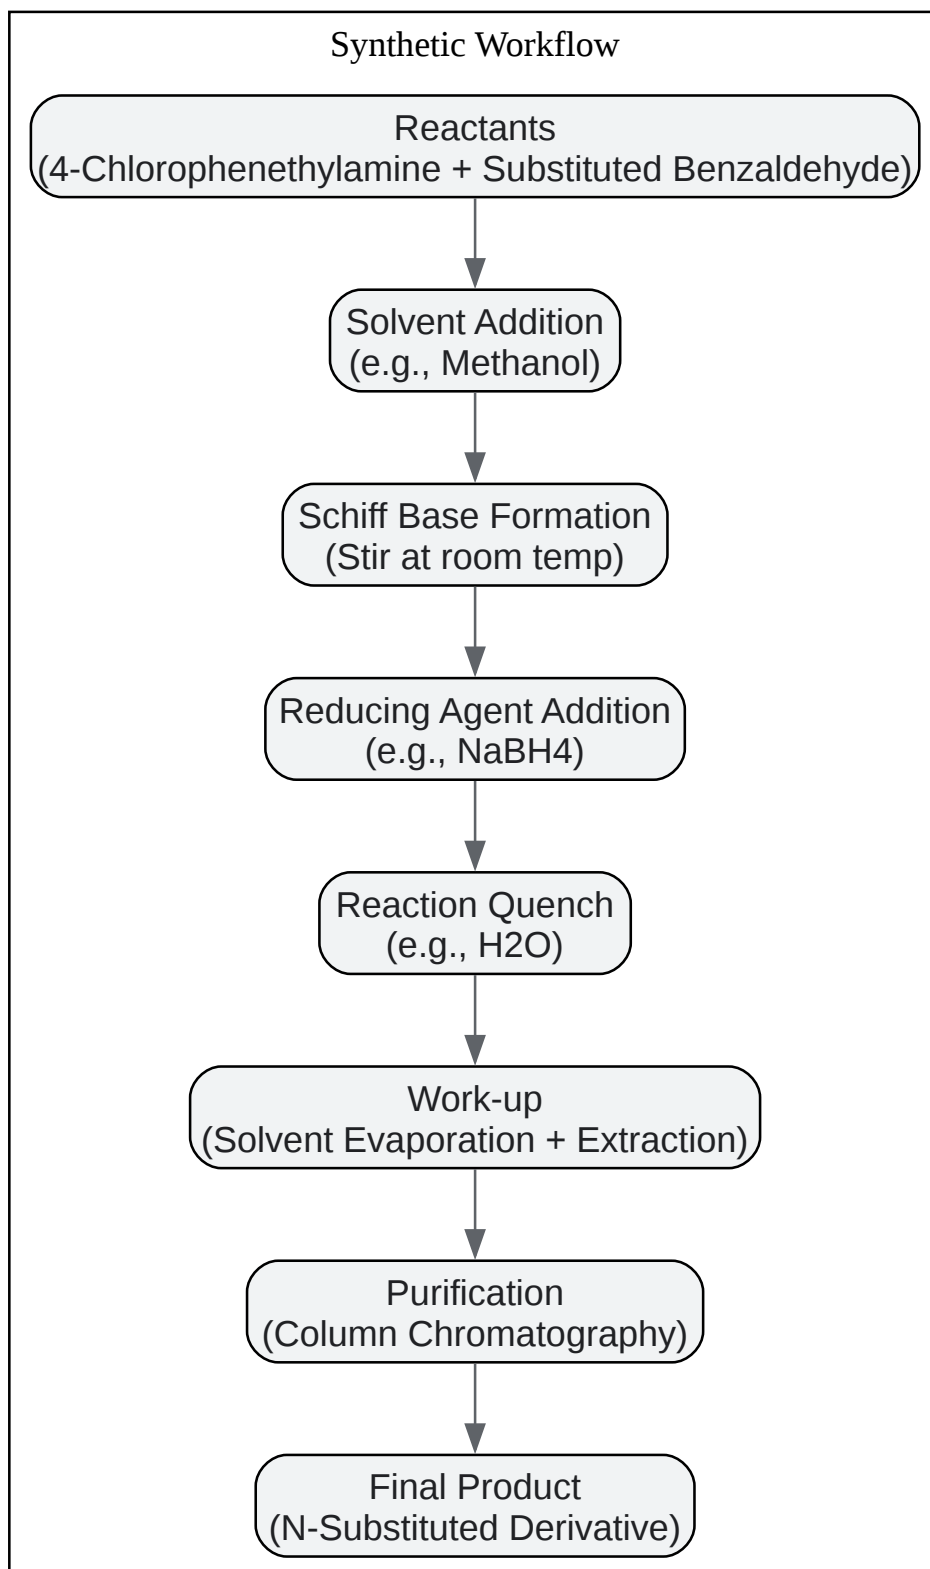 Synthetic Workflow
Reactants
(4-Chlorophenethylamine + Substituted Benzaldehyde)
Solvent Addition
(e.g., Methanol)
Schiff Base Formation
(Stir at room temp)
Reducing Agent Addition
(e.g., NaBH4)
Reaction Quench
(e.g., H2O)
Work-up
(Solvent Evaporation + Extraction)
Purification
(Column Chromatography)
Final Product
(N-Substituted Derivative)